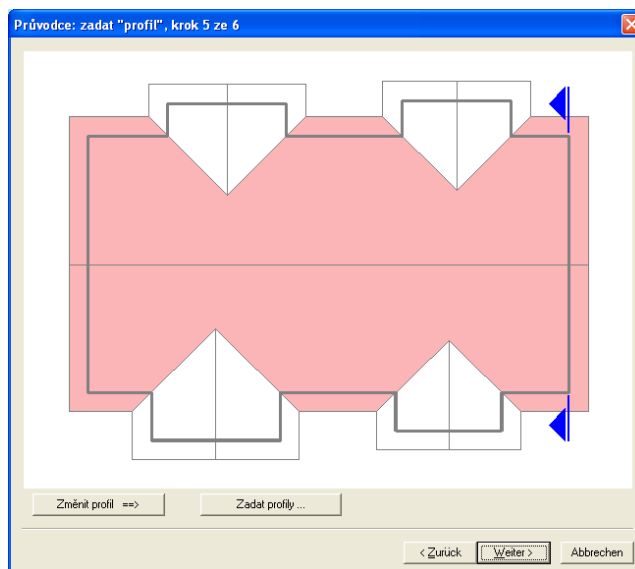 Průvodce: zadat "profil", krok 5 ze 6
Změnit profil ==>
Zadat profily ...
< Zurück
Weiter >
Abbrechen